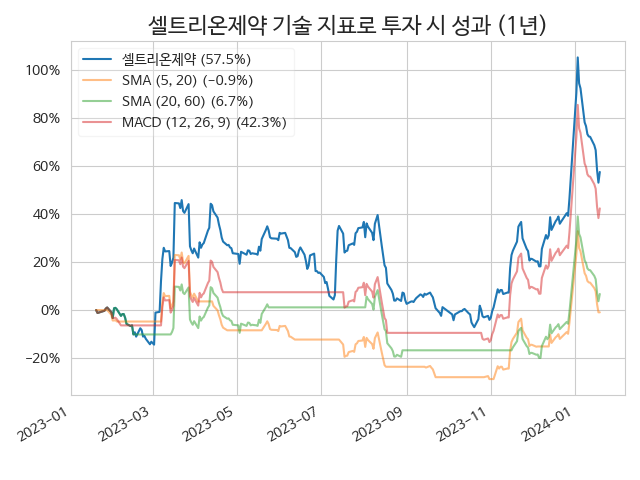 셀트리온제약 기술 지표로 투자 시 성과 (1년)
셀트리온제약 (57.5%)
SMA (5, 20) (−0.9%)
SMA (20, 60) (6.7%)
MACD (12, 26, 9) (42.3%)
100%
80%
60%
40%
20%
0%
−20%
2023−01
2023−03
2023−05
2023−07
2023−09
2023−11
2024−01